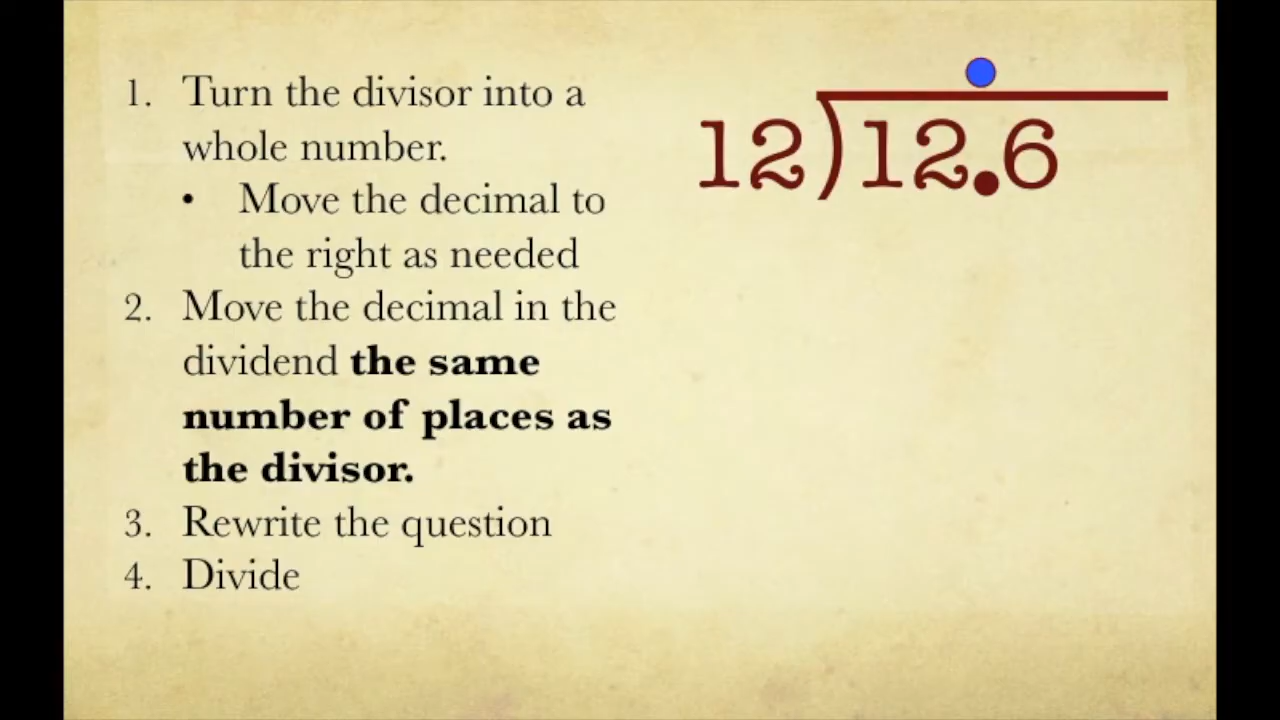 1. Turn the divisor into a
whole number.
• Move the decimal to
the right as needed
2. Move the decimal in the
dividend the same
number of places as
the divisor.
3. Rewrite the question
4. Divide
12)12.6